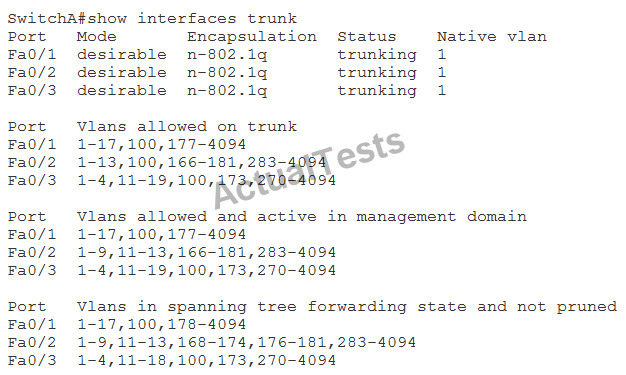 SwitchA#show interfaces trunk
Port Mode Encapsulation Status Native vlan
Fa0/1 desirable n-802.1q trunking 1
Fa0/2 desirable n-802.1q trunking 1
Fa0/3 desirable n-802.1q trunking 1
Port Vlans allowed on trunk
Fa0/1 1-17,100,177-4094
Fa0/2 1-13,100,166-181,283-4094
Fa0/3 1-4,11-19,100,173,270-4094
ActualTests
Port Vlans allowed and active in management domain
Fa0/1 1-17,100,177-4094
Fa0/2 1-9,11-13,166-181,283-4094
Fa0/3 1-4,11-19,100,173,270-4094
Port Vlans in spanning tree forwarding state and not pruned
Fa0/1 1-17,100,178-4094
Fa0/2 1-9,11-13,168-174,176-181,283-4094
Fa0/3 1-4,11-18,100,173,270-4094